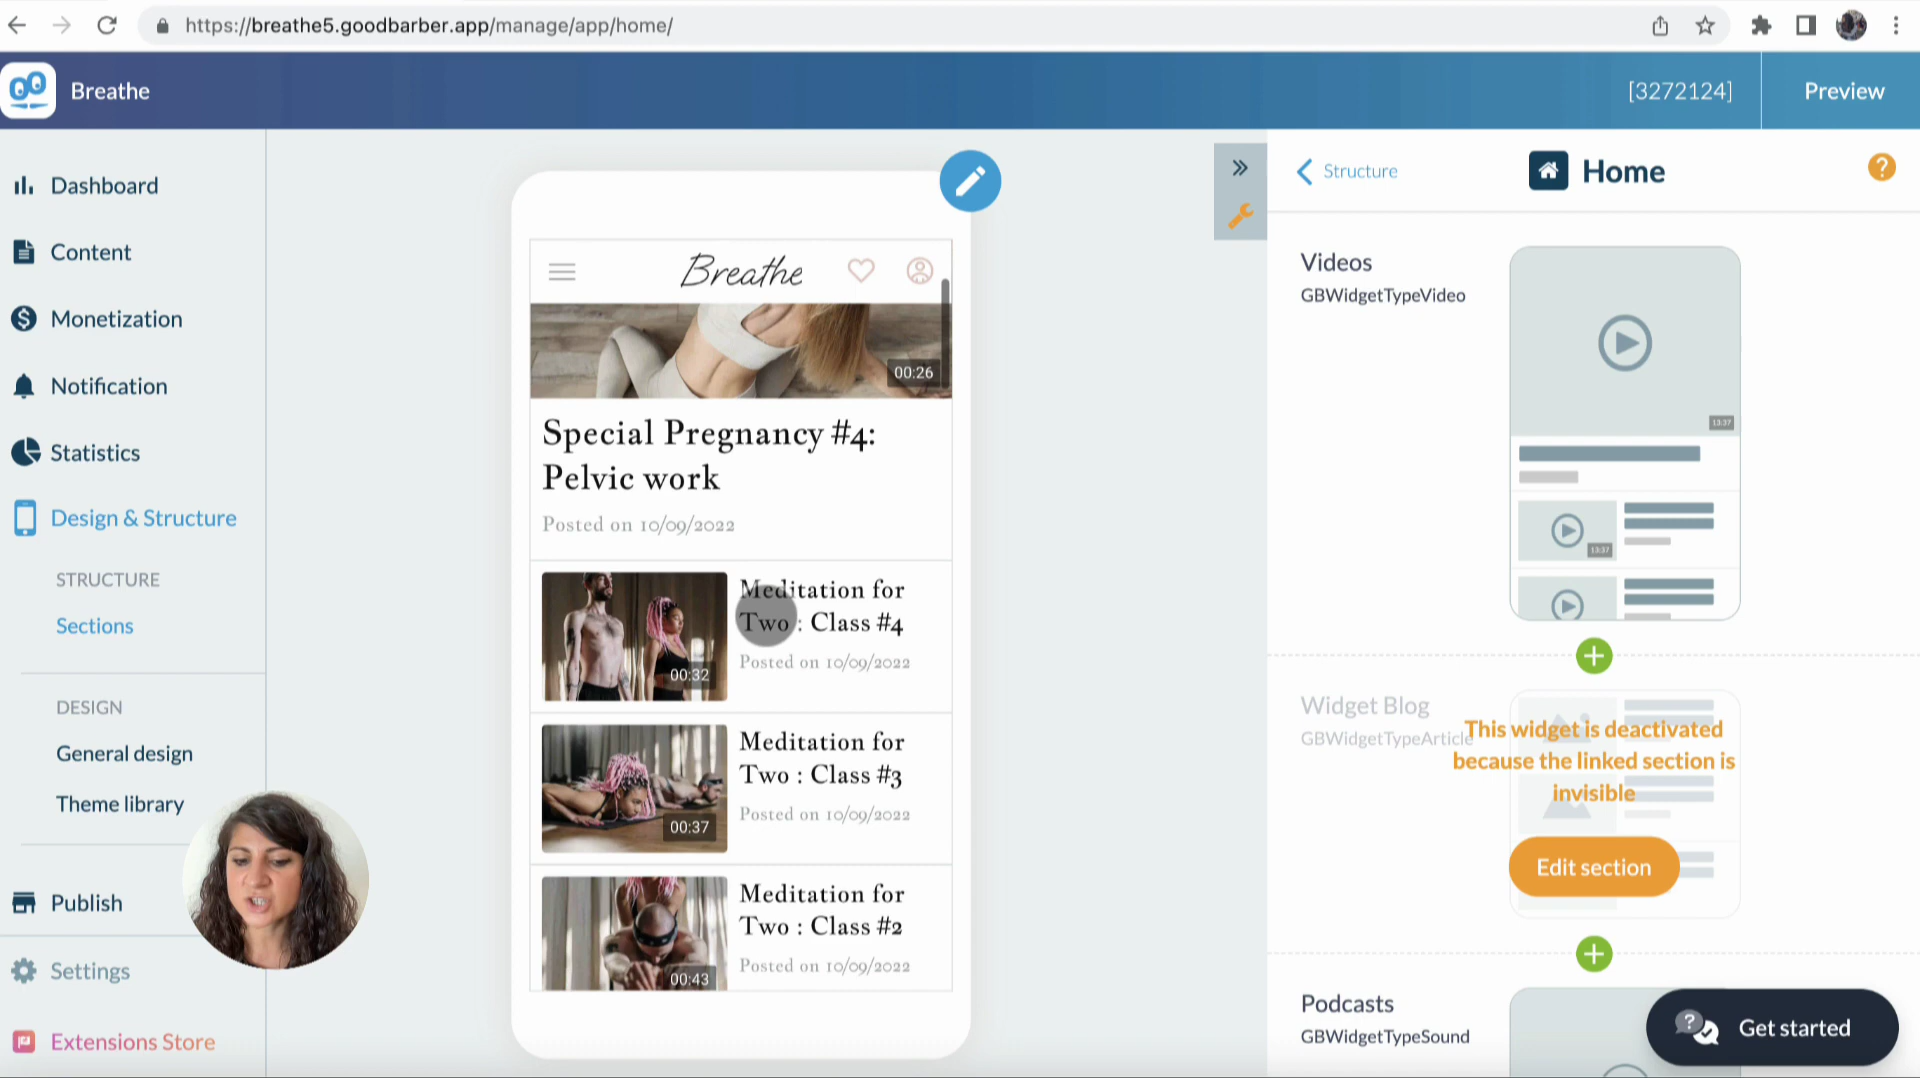 https://breathe5.goodbarber.app/manage/app/home/
Breathe
[3272124]
Preview
Dashboard
Content
Monetization
Notification
Statistics
Design & Structure
STRUCTURE
Sections
DESIGN
General design
Theme library
Publish
Settings
Extensions Store
Breathe
00:26
Special Pregnancy #4:
Pelvic work
Posted on 10/09/2022
Meditation for
Two : Class #4
Posted on 10/09/2022
00:32
Meditation for
Two : Class #3
Posted on 10/09/2022
00:37
Meditation for
Two : Class #2
Posted on 10/09/2022
00:43
Structure
Home
?
Videos
GBWidgetTypeVideo
13:37
13:37
Widget Blog
GBWidgetTypeArticle
This widget is deactivated
because the linked section is
invisible
Edit section
Podcasts
GBWidgetTypeSound
Get started